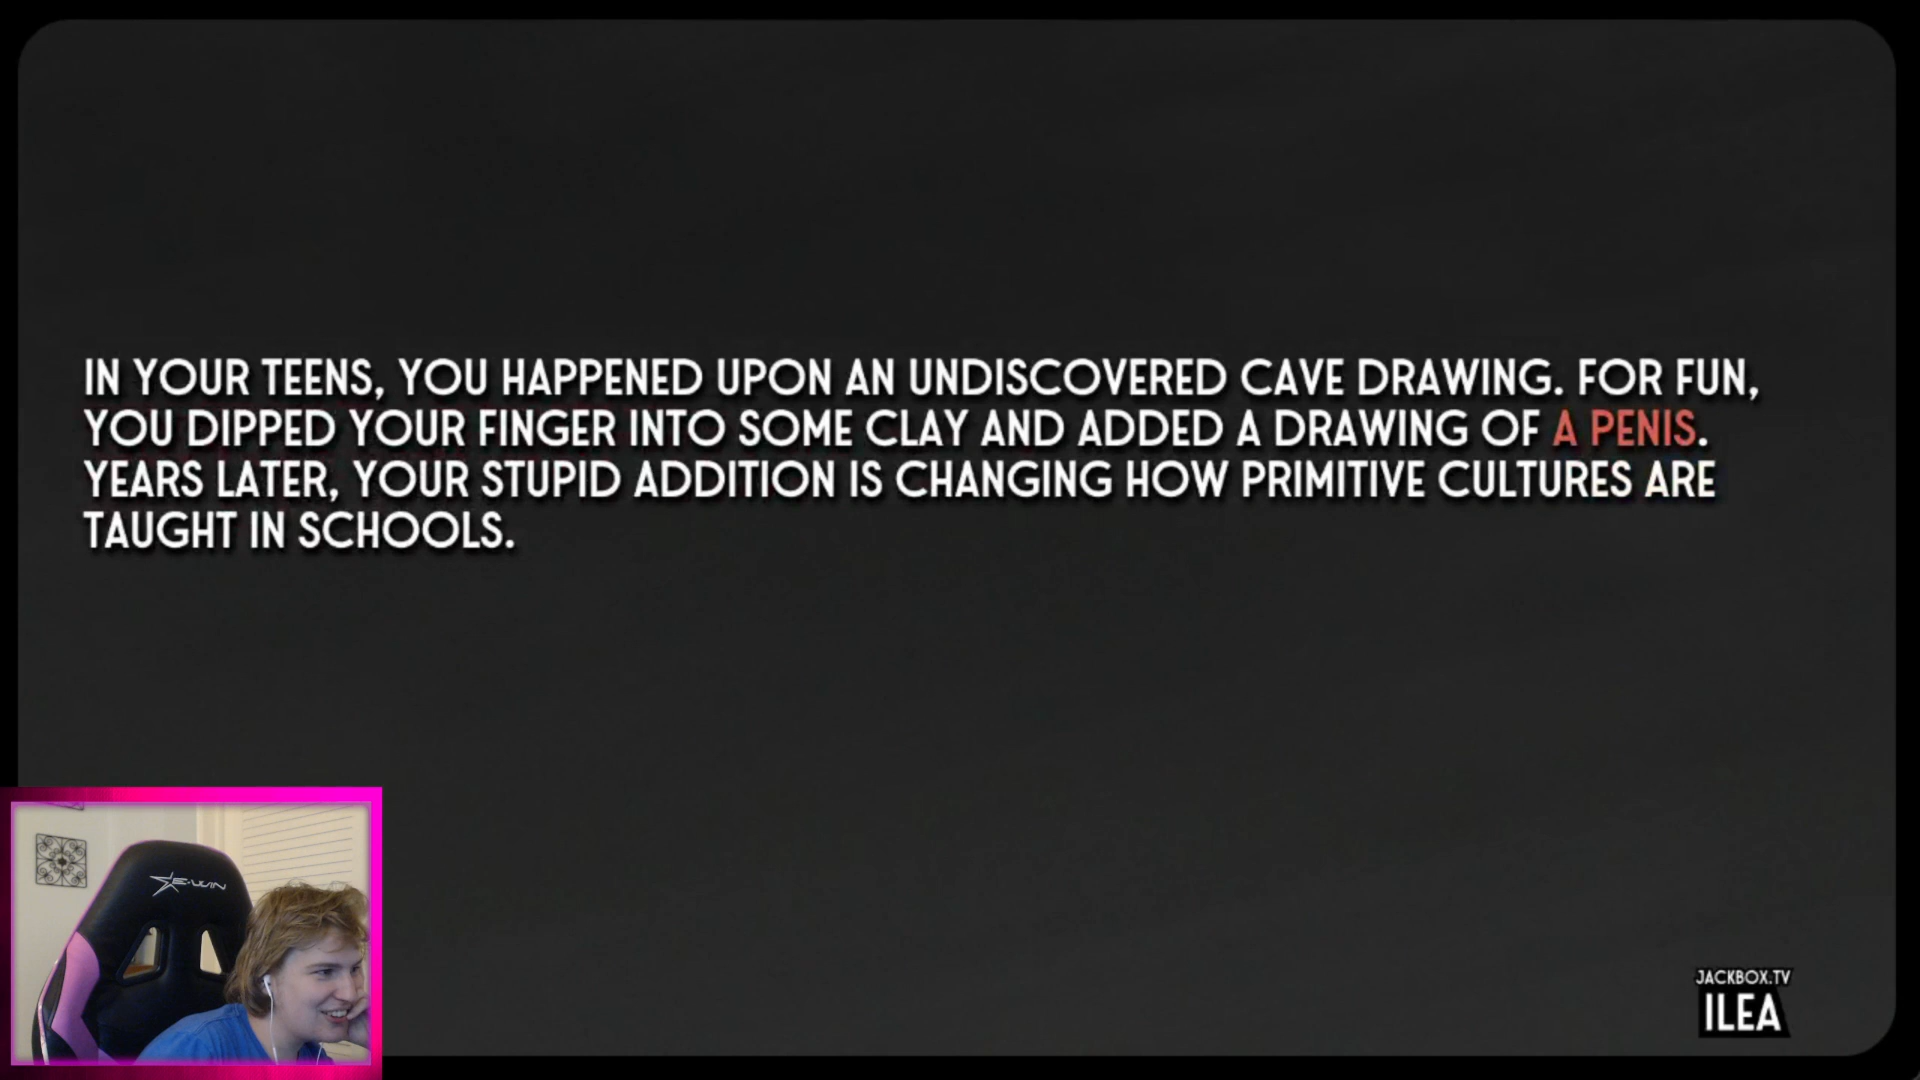 IN YOUR TEENS, YOU HAPPENED UPON AN UNDISCOVERED CAVE DRAWING. FOR FUN,
YOU DIPPED YOUR FINGER INTO SOME CLAY AND ADDED A DRAWING OF A PENIS.
YEARS LATER, YOUR STUPID ADDITION IS CHANGING HOW PRIMITIVE CULTURES ARE
TAUGHT IN SCHOOLS.
E-WIN
JACKBOX.TV
ILEA